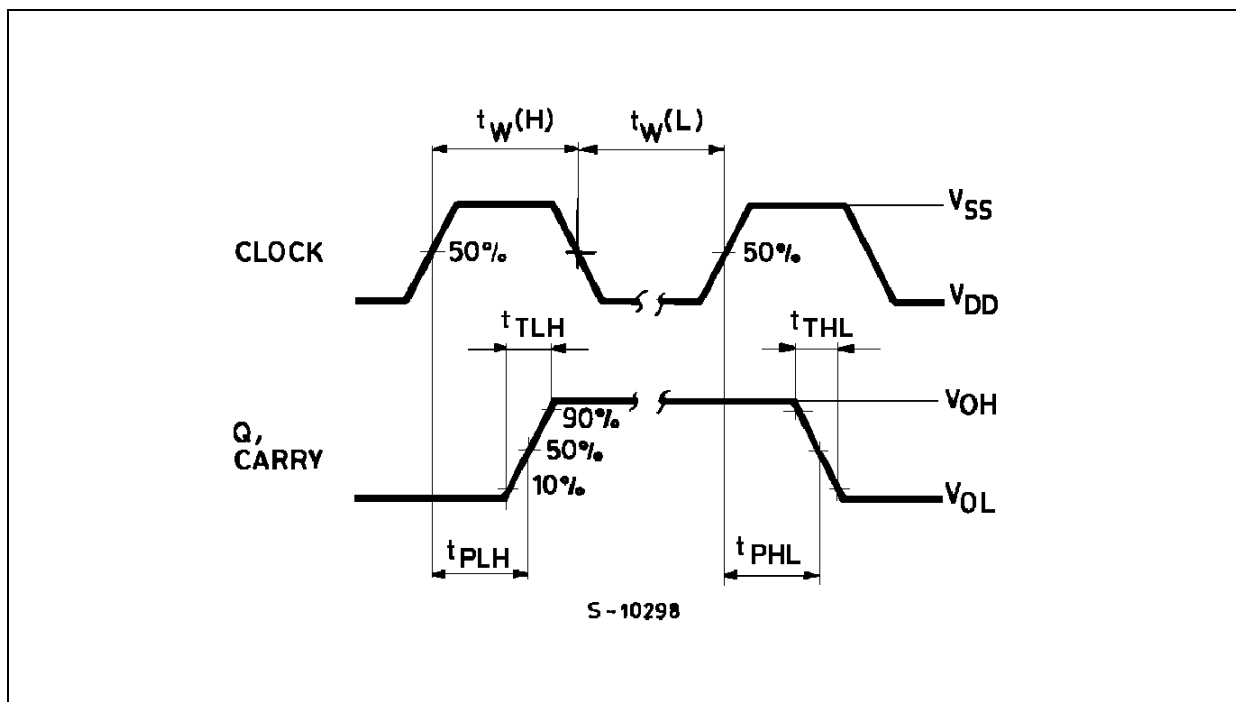 tW(H)
tW(L)
VSS
CLOCK
50%
50%
VDD
tTLH
tTHL
VOH
90%
Q,
CARRY
50%
10%
VOL
tPLH
tPHL
S-10298